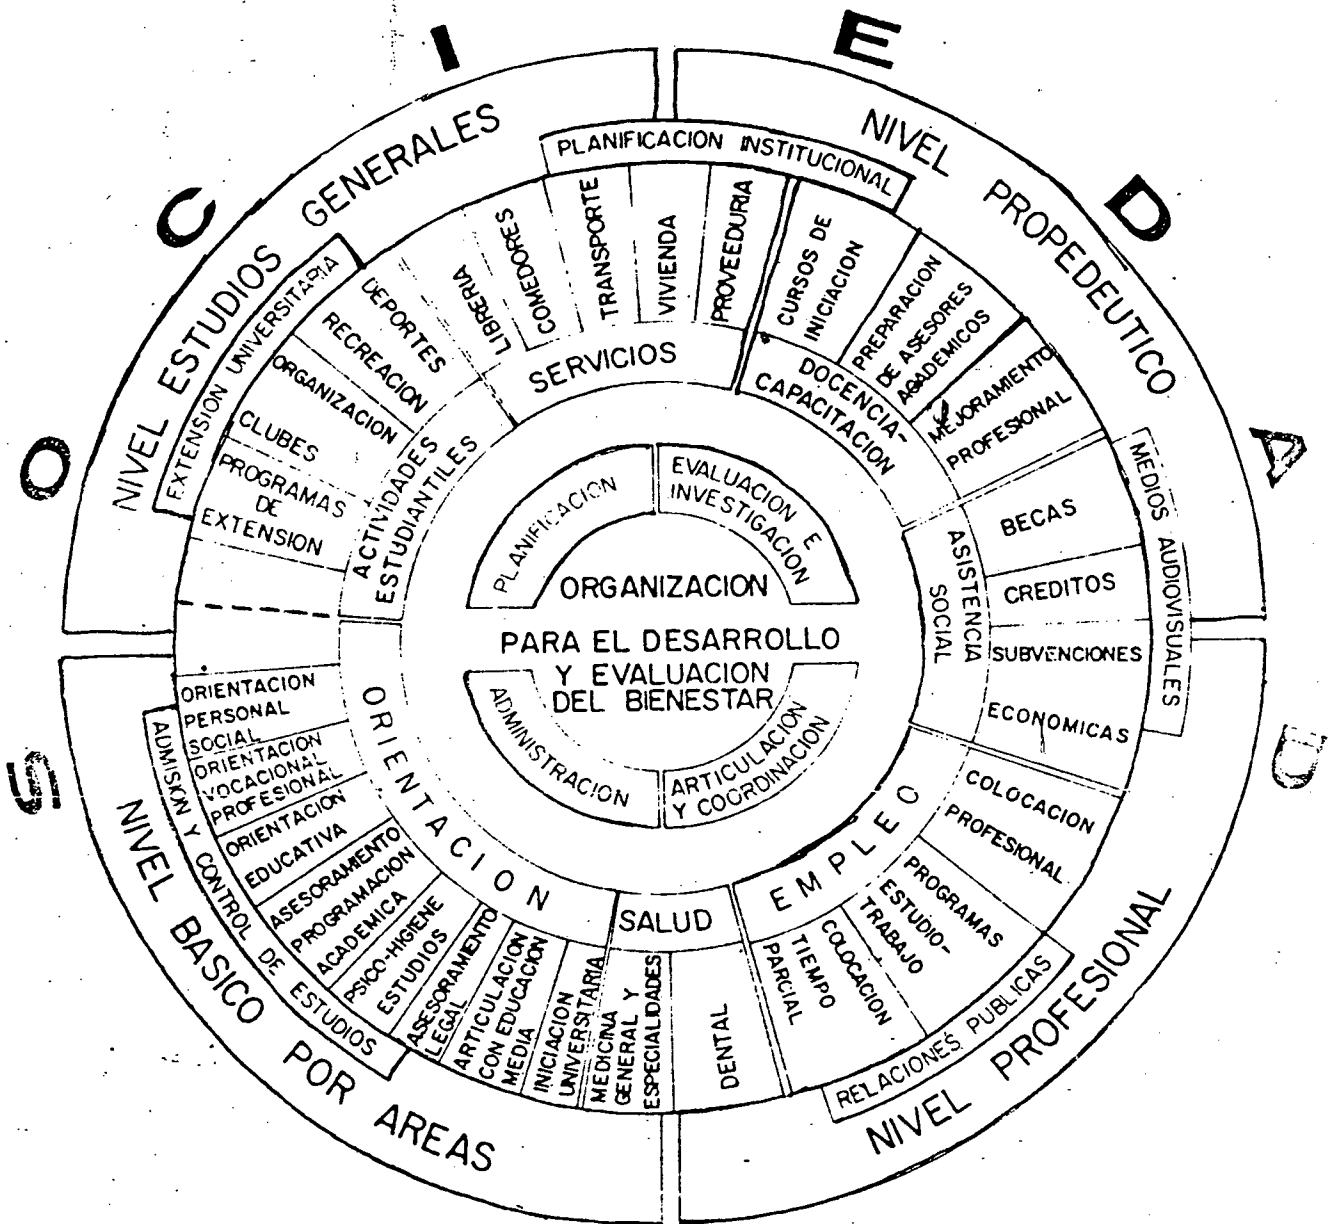 SOCIEDAD
NIVEL ESTUDIOS GENERALES
NIVEL PROPEDEUTICO
NIVEL PROFESIONAL
NIVEL BASICO POR AREAS
EXTENSION UNIVERSITARIA
PLANIFICACION INSTITUCIONAL
MEDIOS AUDIOVISUALES
RELACIONES PUBLICAS
ADMISION Y CONTROL DE ESTUDIOS
SERVICIOS
LIBRERIA
COMEDORES
TRANSPORTE
VIVIENDA
PROVEEDURIA
DOCENCIA-
CAPACITACION
CURSOS DE
INICIACION
PREPARACION
DE ASESORES
ACADEMICOS
MEJORAMIENTO
PROFESIONAL
ASISTENCIA
SOCIAL
BECAS
CREDITOS
SUBVENCIONES
ECONOMICAS
EMPLEO
COLOCACION
PROFESIONAL
PROGRAMAS
ESTUDIO-
TRABAJO
COLOCACION
TIEMPO
PARCIAL
SALUD
DENTAL
MEDICINA
GENERAL Y
ESPECIALIDADES
ORIENTACION
INICIACION
UNIVERSITARIA
ARTICULACION
CON EDUCACION
MEDIA
ASESORAMIENTO
LEGAL
PSICO-HIGIENE
ESTUDIOS
ASESORAMIENTO
PROGRAMACION
ACADEMICA
ORIENTACION
EDUCATIVA
ORIENTACION
VOCACIONAL
PROFESIONAL
ORIENTACION
PERSONAL
SOCIAL
ACTIVIDADES
ESTUDIANTILES
PROGRAMAS
DE
EXTENSION
CLUBES
ORGANIZACION
RECREACION
DEPORTES
PLANIFICACION
EVALUACION E
INVESTIGACION
ORGANIZACION
PARA EL DESARROLLO
Y EVALUACION
DEL BIENESTAR
ADMINISTRACION
ARTICULACION
Y COORDINACION